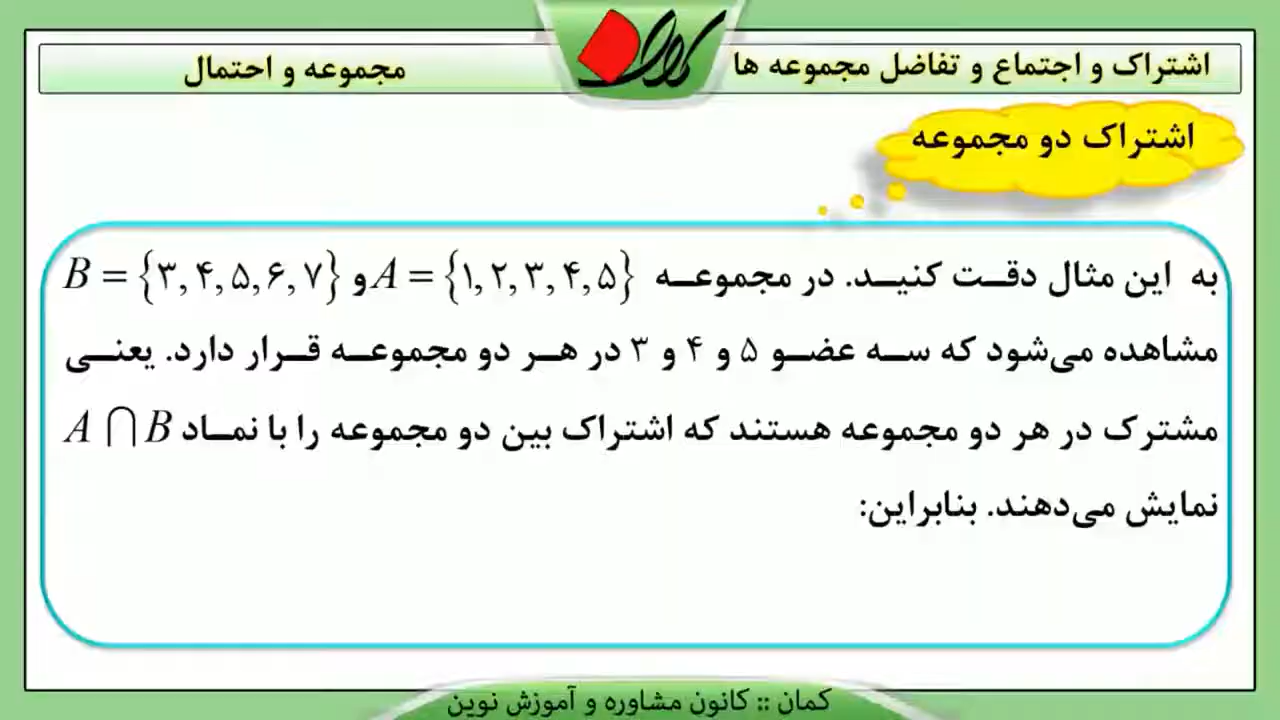 اشتراک و اجتماع و تفاضل مجموعه ها
کمان
مجموعه و احتمال
اشتراک دو مجموعه
به این مثال دقت کنید. در مجموعه A = {۱,۲,۳,۴,۵} و B = {۳,۴,۵,۶,۷}
مشاهده می‌شود که سه عضو ۵ و ۴ و ۳ در هر دو مجموعه قرار دارد. یعنی
مشترک در هر دو مجموعه هستند که اشتراک بین دو مجموعه را با نماد A ⋂ B
نمایش می‌دهند. بنابراین:
کمان :: کانون مشاوره و آموزش نوین